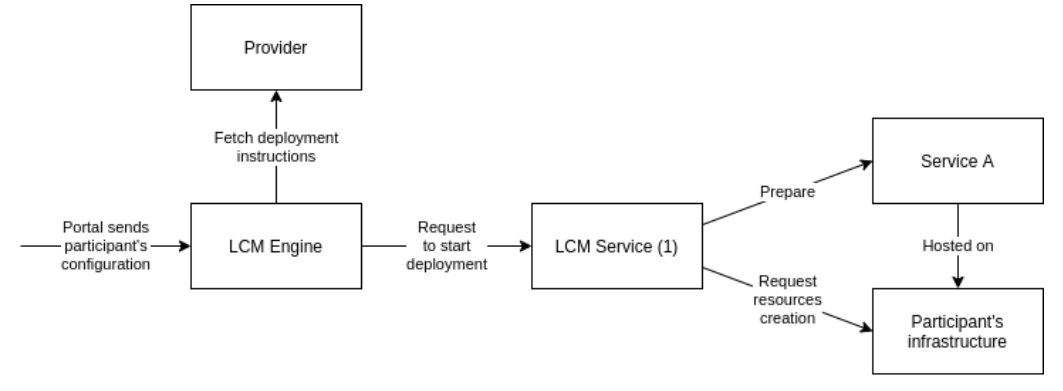 Provider
Fetch deployment
instructions
Portal sends
participant's
configuration
LCM Engine
Request
to start
deployment
LCM Service (1)
Prepare
Request
resources
creation
Service A
Hosted on
Participant's
infrastructure